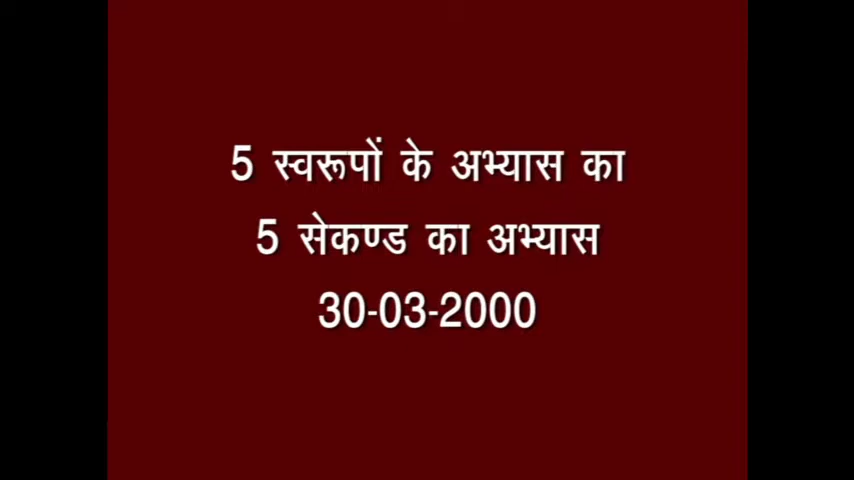 5 स्वरूपों के अभ्यास का
5 सेकण्ड का अभ्यास
30-03-2000